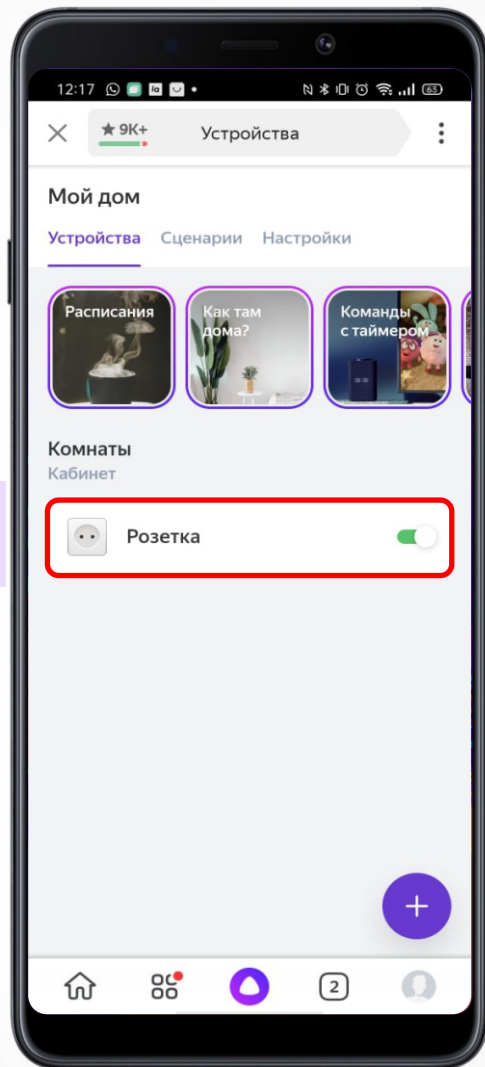 12:17
63
★ 9K+ Устройства
Мой дом
Устройства Сценарии Настройки
Расписания
Как там
дома?
Команды
с таймером
Комнаты
Кабинет
Розетка
2